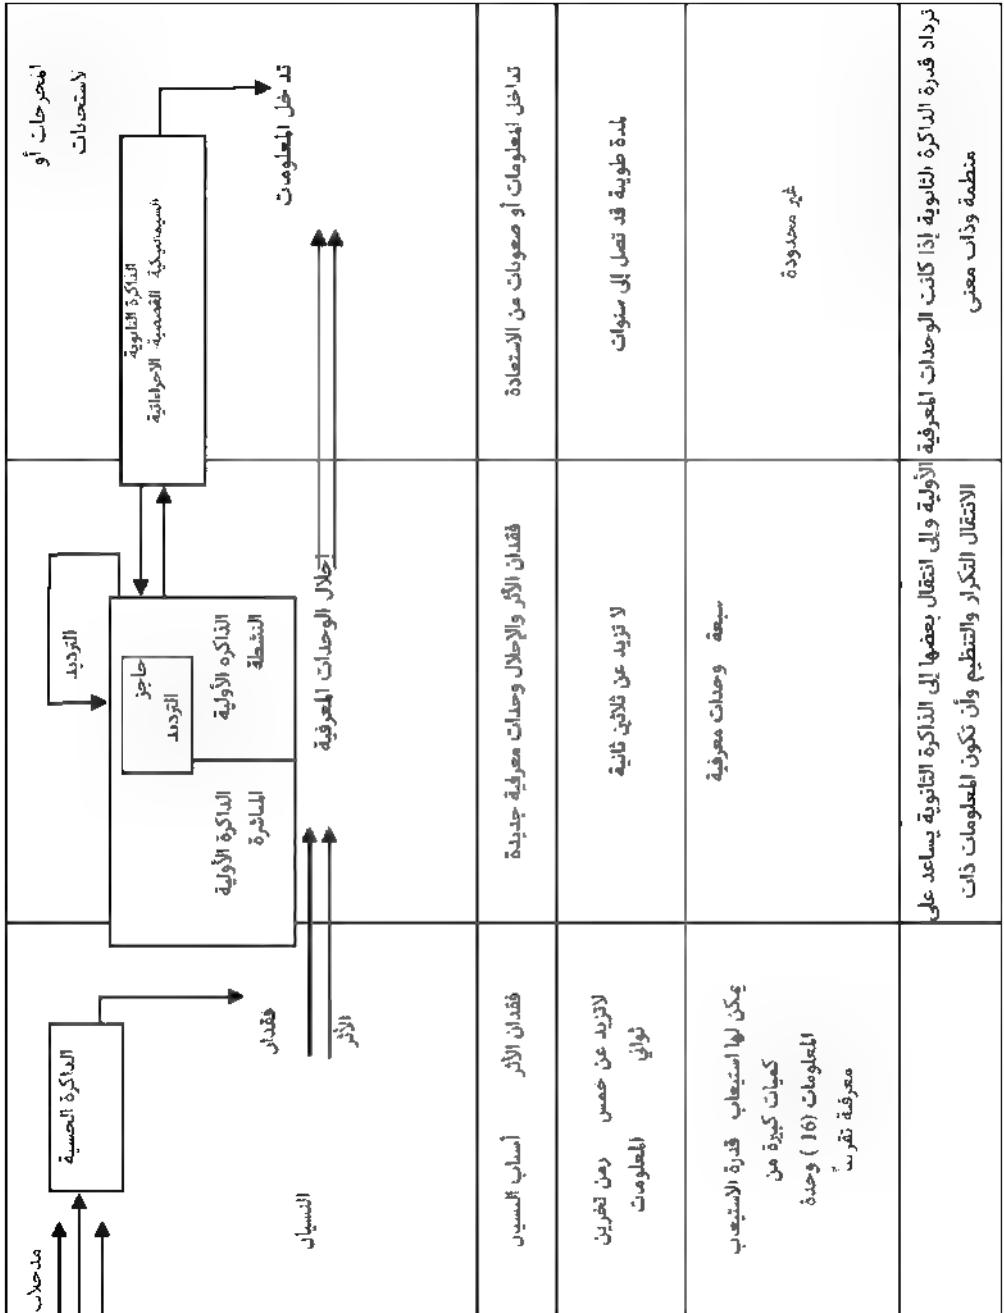 مدخلات
الذاكرة الحسية
فقدان
الأثر
النسيان
الترديد
حاجز
الترديد
الذاكرة الأولية
النشطة
الذاكرة الأولية
المباشرة
إحلال الوحدات المعرفية
المخرجات أو
الاستجابات
الذاكرة الثانوية
السيمانتيكية القصصية الاجرائية
تداخل المعلومات
أسباب النسيان
فقدان الأثر
فقدان الأثر والإحلال وحدات معرفية جديدة
تداخل المعلومات أو صعوبات من الاستعادة
زمن تخزين
المعلومات
لاتزيد عن خمس
ثواني
لا تزيد عن ثلاثين ثانية
لمدة طويلة قد تصل إلى سنوات
قدرة الاستيعاب
يمكن لها استيعاب
كميات كبيرة من
المعلومات (16) وحدة
معرفية تقريباً
سبعة وحدات معرفية
غير محدودة
الأولية وإلى انتقال بعضها إلى الذاكرة الثانوية يساعد على
الانتقال التكرار والتنظيم وأن تكون المعلومات ذات
تزداد قدرة الذاكرة الثانوية إذا كانت الوحدات المعرفية
منظمة وذات معنى